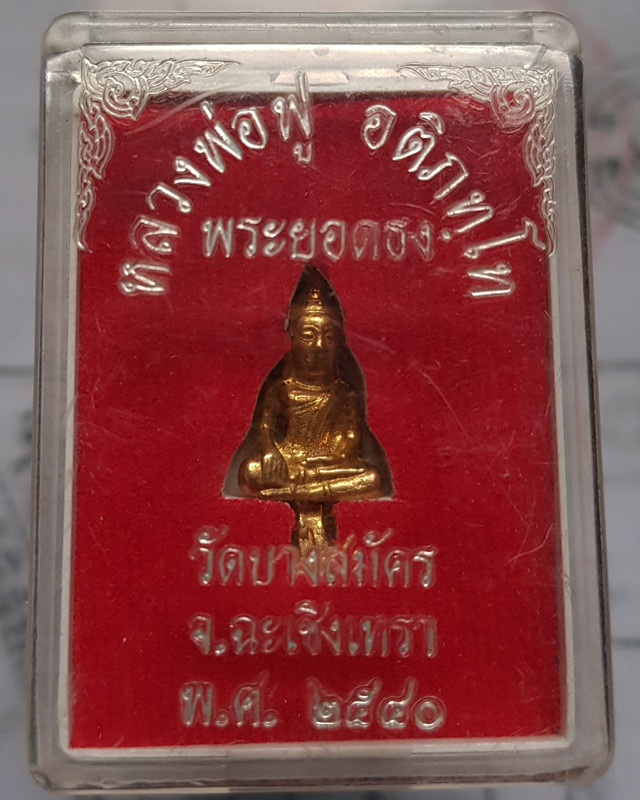 หลวงพ่อฟู อติภทฺโท
พระยอดธง
วัดบางสมัคร
จ.ฉะเชิงเทรา
พ.ศ. ๒๕๔๐